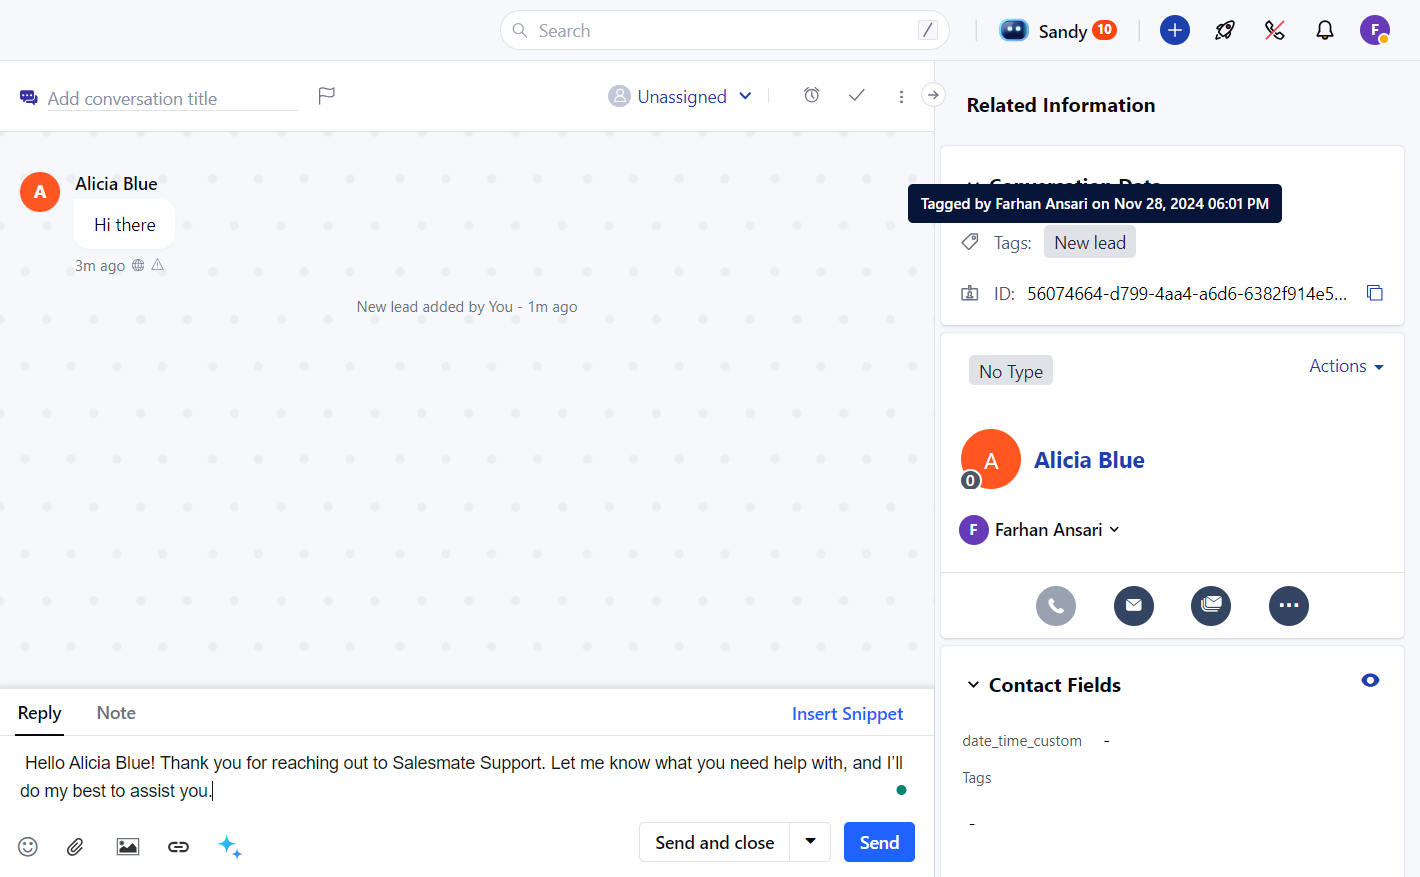 Search
/
Sandy
10
F
Add conversation title
Unassigned
Related Information
A
Alicia Blue
Hi there
3m ago
New lead added by You - 1m ago
Conversation Data
Tagged by Farhan Ansari on Nov 28, 2024 06:01 PM
Tags:
New lead
ID:
56074664-d799-4aa4-a6d6-6382f914e5...
No Type
Actions
A
0
Alicia Blue
F
Farhan Ansari
Contact Fields
date_time_custom
-
Tags
-
Reply
Note
Insert Snippet
Hello Alicia Blue! Thank you for reaching out to Salesmate Support. Let me know what you need help with, and I’ll
do my best to assist you.
Send and close
Send